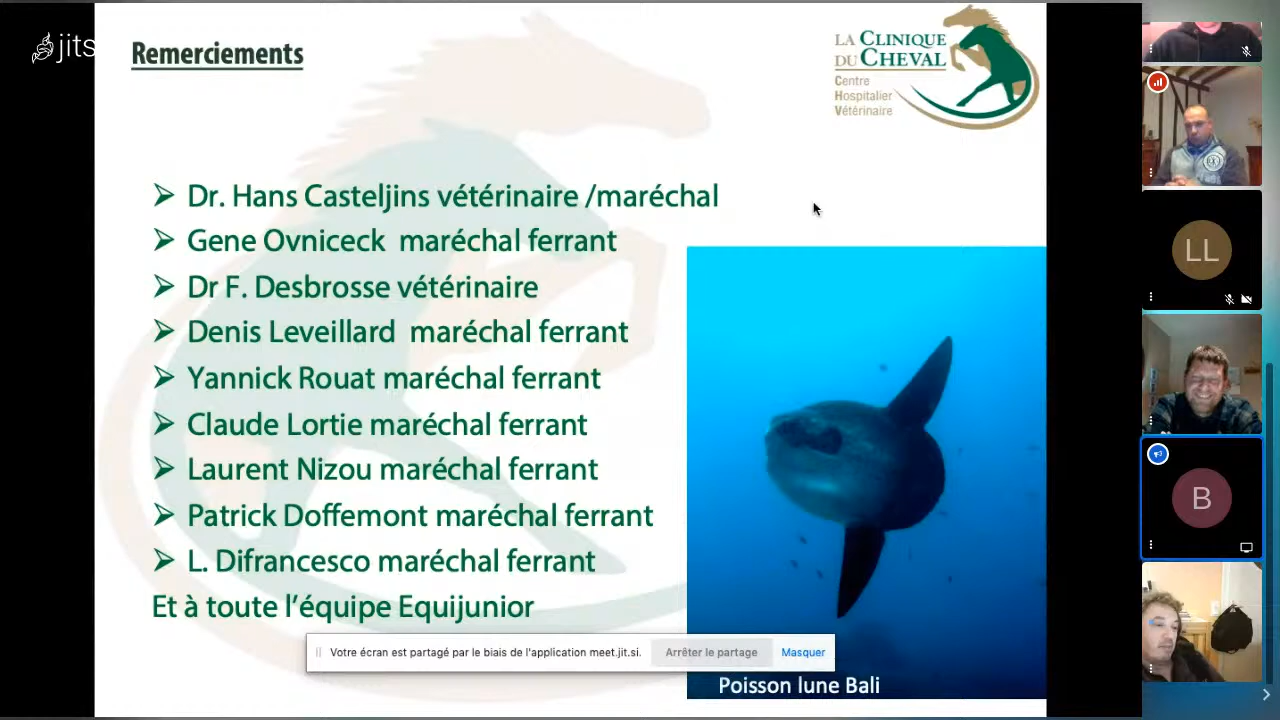 jits
Remerciements
LA CLINIQUE
DU CHEVAL
Centre
Hospitalier
Vétérinaire
➢ Dr. Hans Casteljins vétérinaire /maréchal
➢ Gene Ovniceck maréchal ferrant
➢ Dr F. Desbrosse vétérinaire
➢ Denis Leveillard maréchal ferrant
➢ Yannick Rouat maréchal ferrant
➢ Claude Lortie maréchal ferrant
➢ Laurent Nizou maréchal ferrant
➢ Patrick Doffemont maréchal ferrant
➢ L. Difrancesco maréchal ferrant
Et à toute l’équipe Equijunior
Votre écran est partagé par le biais de l'application meet.jit.si.
Arrêter le partage
Masquer
Poisson lune Bali
LL
B